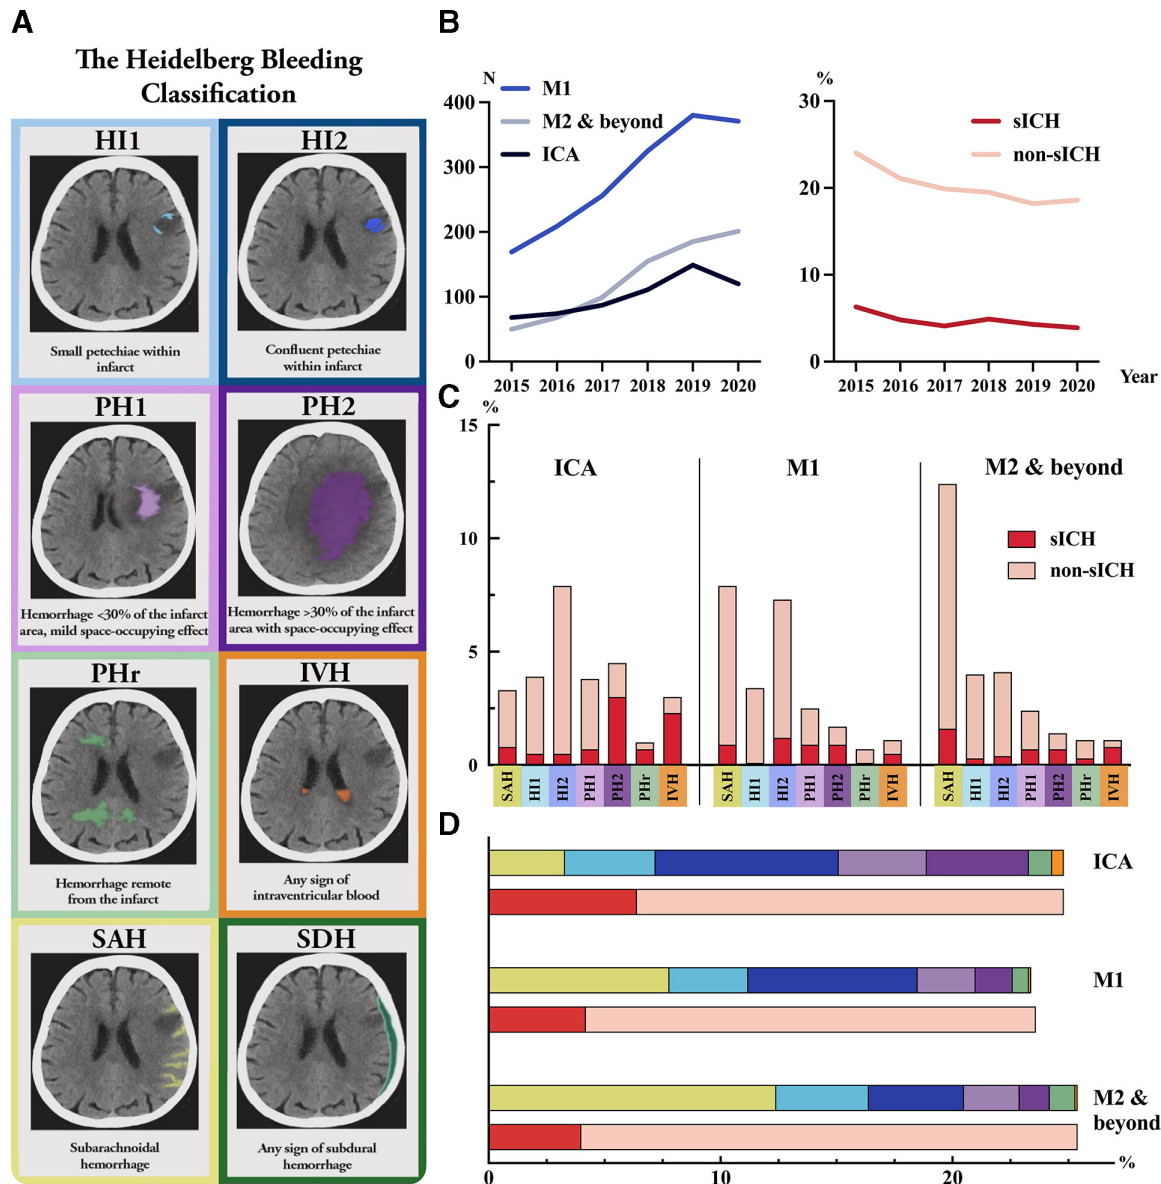 A
The Heidelberg Bleeding
Classification
HI1
Small petechiae within
infarct
HI2
Confluent petechiae
within infarct
PH1
Hemorrhage <30% of the infarct
area, mild space-occupying effect
PH2
Hemorrhage >30% of the infarct
area with space-occupying effect
PHr
Hemorrhage remote
from the infarct
IVH
Any sign of
intraventricular blood
SAH
Subarachnoidal
hemorrhage
SDH
Any sign of subdural
hemorrhage
B
N
M1
M2 & beyond
ICA
400
300
200
100
0
2015 2016 2017 2018 2019 2020
%
sICH
non-sICH
30
20
10
0
2015 2016 2017 2018 2019 2020
Year
C
%
15
10
5
0
ICA
M1
M2 & beyond
sICH
non-sICH
SAH HI1 HI2 PH1 PH2 PHr IVH
SAH PI1 HI2 PH1 PH2 PHr IVH
SAH HI1 HI2 PH1 PH2 PHr IVH
D
ICA
M1
M2 &
beyond
0 10 20 %